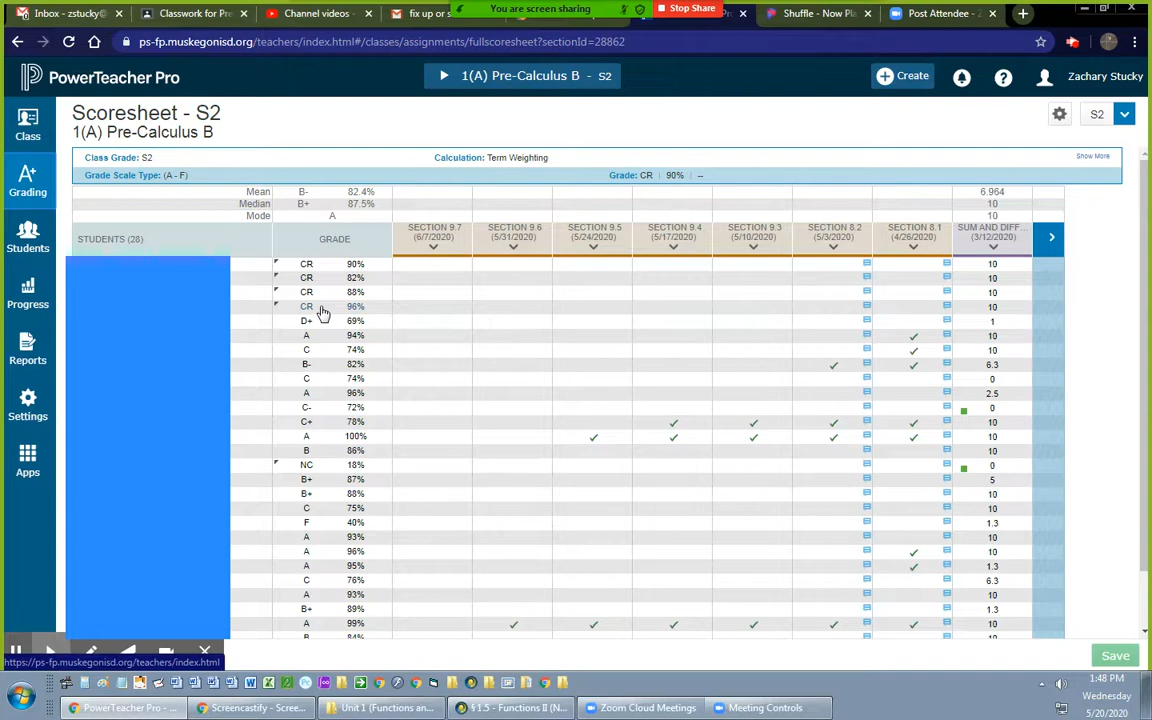 Inbox - zstucky@
Classwork for Pre
Channel videos -
fix up or s
You are screen sharing
Stop Share
Pro
Shuffle - Now Pla
Post Attendee - Z
ps-fp.muskegonisd.org/teachers/index.html#/classes/assignments/fullscoresheet?sectionId=28862
PowerTeacher Pro
1(A) Pre-Calculus B - S2
Create
Zachary Stucky
Class
Grading
Students
Progress
Reports
Settings
Apps
Scoresheet - S2
1(A) Pre-Calculus B
S2
Class Grade: S2 Calculation: Term Weighting Show More
Grade Scale Type: (A - F) Grade: CR | 90% | --
Mean B- 82.4% 6.964
Median B+ 87.5% 10
Mode A 10
STUDENTS (28) GRADE SECTION 9.7 SECTION 9.6 SECTION 9.5 SECTION 9.4 SECTION 9.3 SECTION 8.2 SECTION 8.1 SUM AND DIFF...
(6/7/2020) (5/31/2020) (5/24/2020) (5/17/2020) (5/10/2020) (5/3/2020) (4/26/2020) (3/12/2020)
CR 90% 10
CR 82% 10
CR 88% 10
CR 96% 10
D+ 69% 1
A 94% ✓ 10
C 74% ✓ 10
B- 82% ✓ ✓ 6.3
C 74% 0
A 96% 2.5
C- 72% 0
C+ 78% ✓ ✓ ✓ ✓ 10
A 100% ✓ ✓ ✓ ✓ ✓ 10
B 86% 10
NC 18% 0
B+ 87% 5
B+ 88% 10
C 75% 10
F 40% 1.3
A 93% 10
A 96% ✓ 10
A 95% ✓ 1.3
C 76% 6.3
A 93% 10
B+ 89% 1.3
A 99% ✓ ✓ ✓ ✓ ✓ ✓ 10
B 84% 10
Save
https://ps-fp.muskegonisd.org/teachers/index.html
PowerTeacher Pro - ...
Screencastify - Scree...
Unit 1 (Functions an...
§ 1.5 - Functions II (N...
Zoom Cloud Meetings
Meeting Controls
1:48 PM
Wednesday
5/20/2020